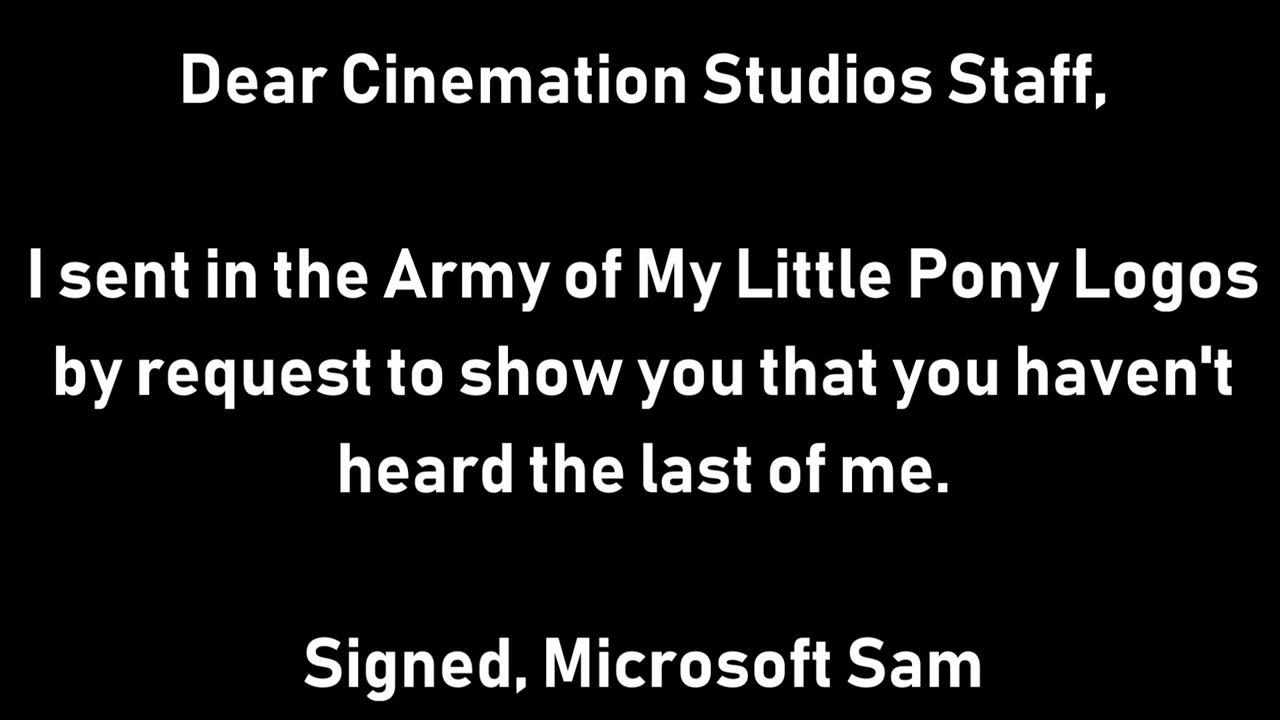 Dear Cinemation Studios Staff,
I sent in the Army of My Little Pony Logos
by request to show you that you haven't
heard the last of me.
Signed, Microsoft Sam